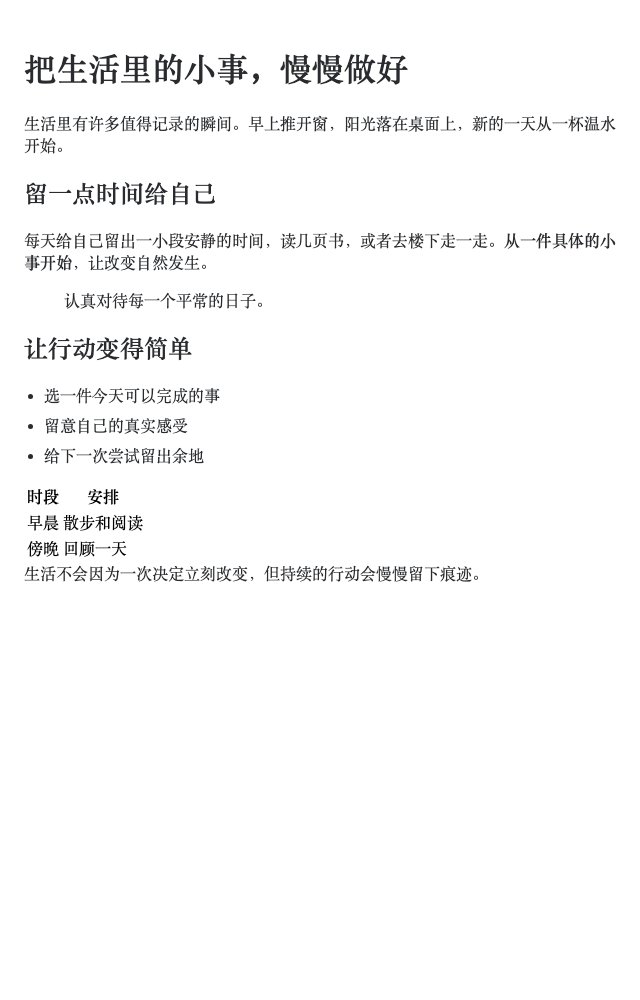 把生活里的小事，慢慢做好
生活里有许多值得记录的瞬间。早上推开窗，阳光落在桌面上，新的一天从一杯温水
开始。
留一点时间给自己
每天给自己留出一小段安静的时间，读几页书，或者去楼下走一走。从一件具体的小
事开始，让改变自然发生。
认真对待每一个平常的日子。
让行动变得简单
• 选一件今天可以完成的事
• 留意自己的真实感受
• 给下一次尝试留出余地
时段 安排
早晨 散步和阅读
傍晚 回顾一天
生活不会因为一次决定立刻改变，但持续的行动会慢慢留下痕迹。